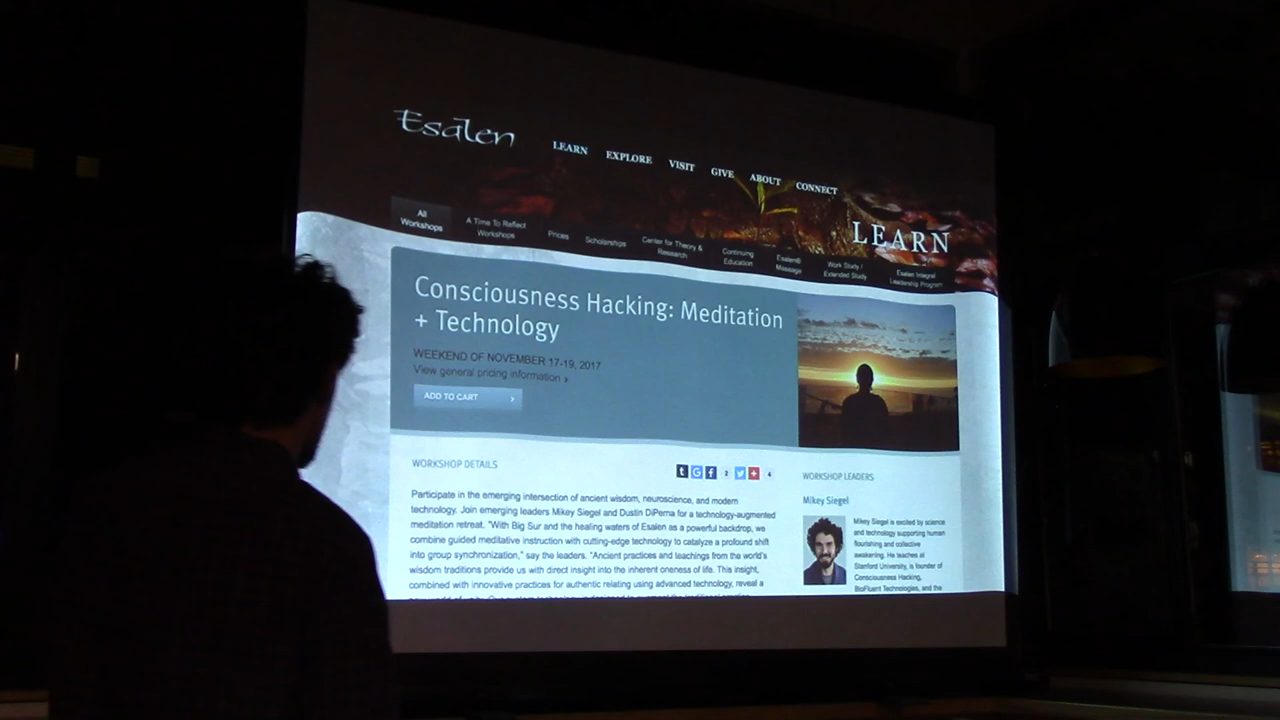 Esalen
LEARN EXPLORE VISIT GIVE ABOUT CONNECT
LEARN
All
Workshops
A Time To Reflect
Workshops
Prices
Scholarships
Center for Theory &
Research
Continuing
Education
Esalen®
Massage
Work Study /
Extended Study
Esalen Integral
Leadership Program
Consciousness Hacking: Meditation
+ Technology
WEEKEND OF NOVEMBER 17-19, 2017
View general pricing information ›
ADD TO CART ›
WORKSHOP DETAILS
t G f 2 + 4
Participate in the emerging intersection of ancient wisdom, neuroscience, and modern
technology. Join emerging leaders Mikey Siegel and Dustin DiPerna for a technology-augmented
meditation retreat. "With Big Sur and the healing waters of Esalen as a powerful backdrop, we
combine guided meditative instruction with cutting-edge technology to catalyze a profound shift
into group synchronization," say the leaders. "Ancient practices and teachings from the world's
wisdom traditions provide us with direct insight into the inherent oneness of life. This insight,
combined with innovative practices for authentic relating using advanced technology, reveal a
WORKSHOP LEADERS
Mikey Siegel
Mikey Siegel is excited by science
and technology supporting human
flourishing and collective
awakening. He teaches at
Stanford University, is founder of
Consciousness Hacking,
BioFluent Technologies, and the